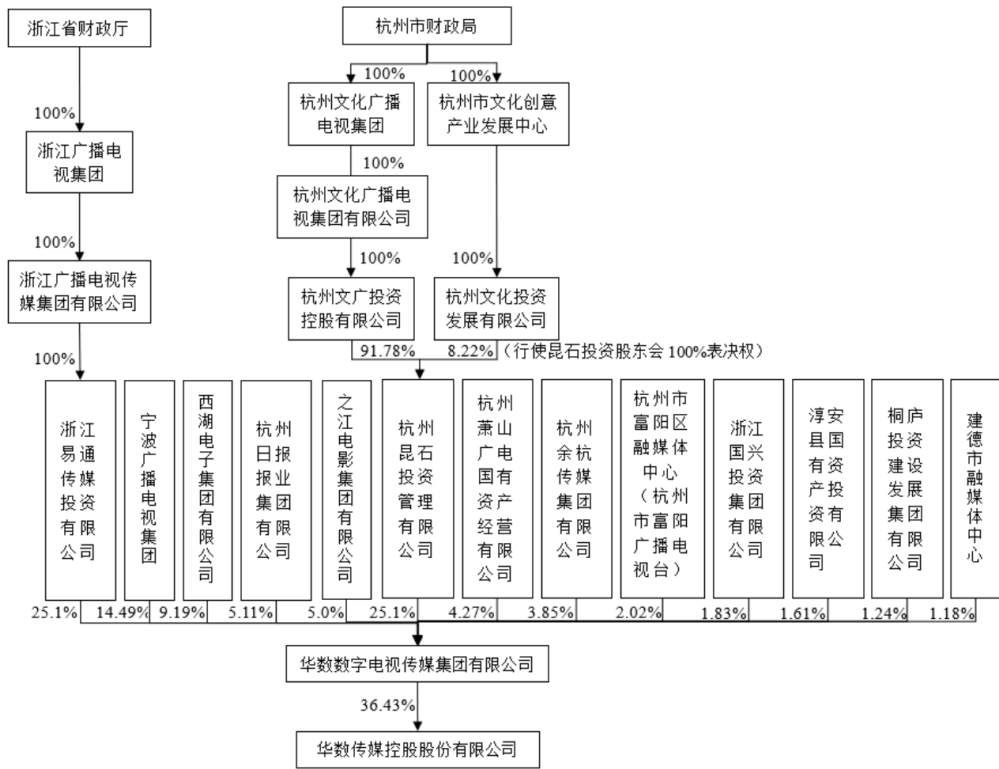 浙江省财政厅
杭州市财政局
100%
100%
杭州文化广播
电视集团
杭州市文化创意
产业发展中心
100%
浙江广播电
视集团
100%
杭州文化广播电
视集团有限公司
100%
浙江广播电视传
媒集团有限公司
100%
100%
杭州文广投资
控股有限公司
杭州文化投资
发展有限公司
100%
91.78%
8.22%
（行使昆石投资股东会100%表决权）
浙江易通传媒投资有限公司
宁波广播电视集团
西湖电子集团有限公司
杭州日报报业集团有限公司
之江电影集团有限公司
杭州昆石投资管理有限公司
杭州萧山广电国有资产经营有限公司
杭州余杭传媒集团有限公司
杭州市富阳区融媒体中心（杭州市富阳广播电视台）
浙江国兴投资集团有限公司
淳安县国有资产投资有限公司
桐庐投资建设发展集团有限公司
建德市融媒体中心
25.1%
14.49%
9.19%
5.11%
5.0%
25.1%
4.27%
3.85%
2.02%
1.83%
1.61%
1.24%
1.18%
华数数字电视传媒集团有限公司
36.43%
华数传媒控股股份有限公司